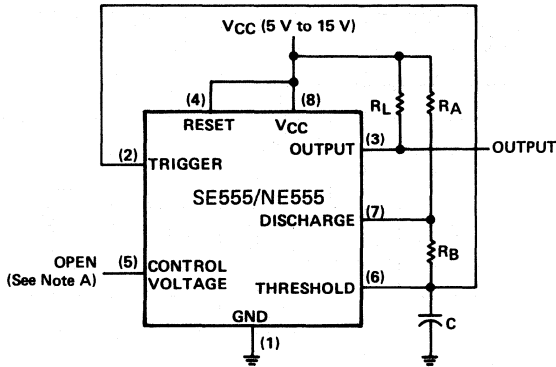 VCC (5 V to 15 V)
(4)
(8)
RL
RA
RESET
VCC
(3)
OUTPUT
OUTPUT
(2)
TRIGGER
SE555/NE555
(7)
DISCHARGE
RB
OPEN
(See Note A)
(5)
CONTROL
VOLTAGE
(6)
THRESHOLD
C
GND
(1)